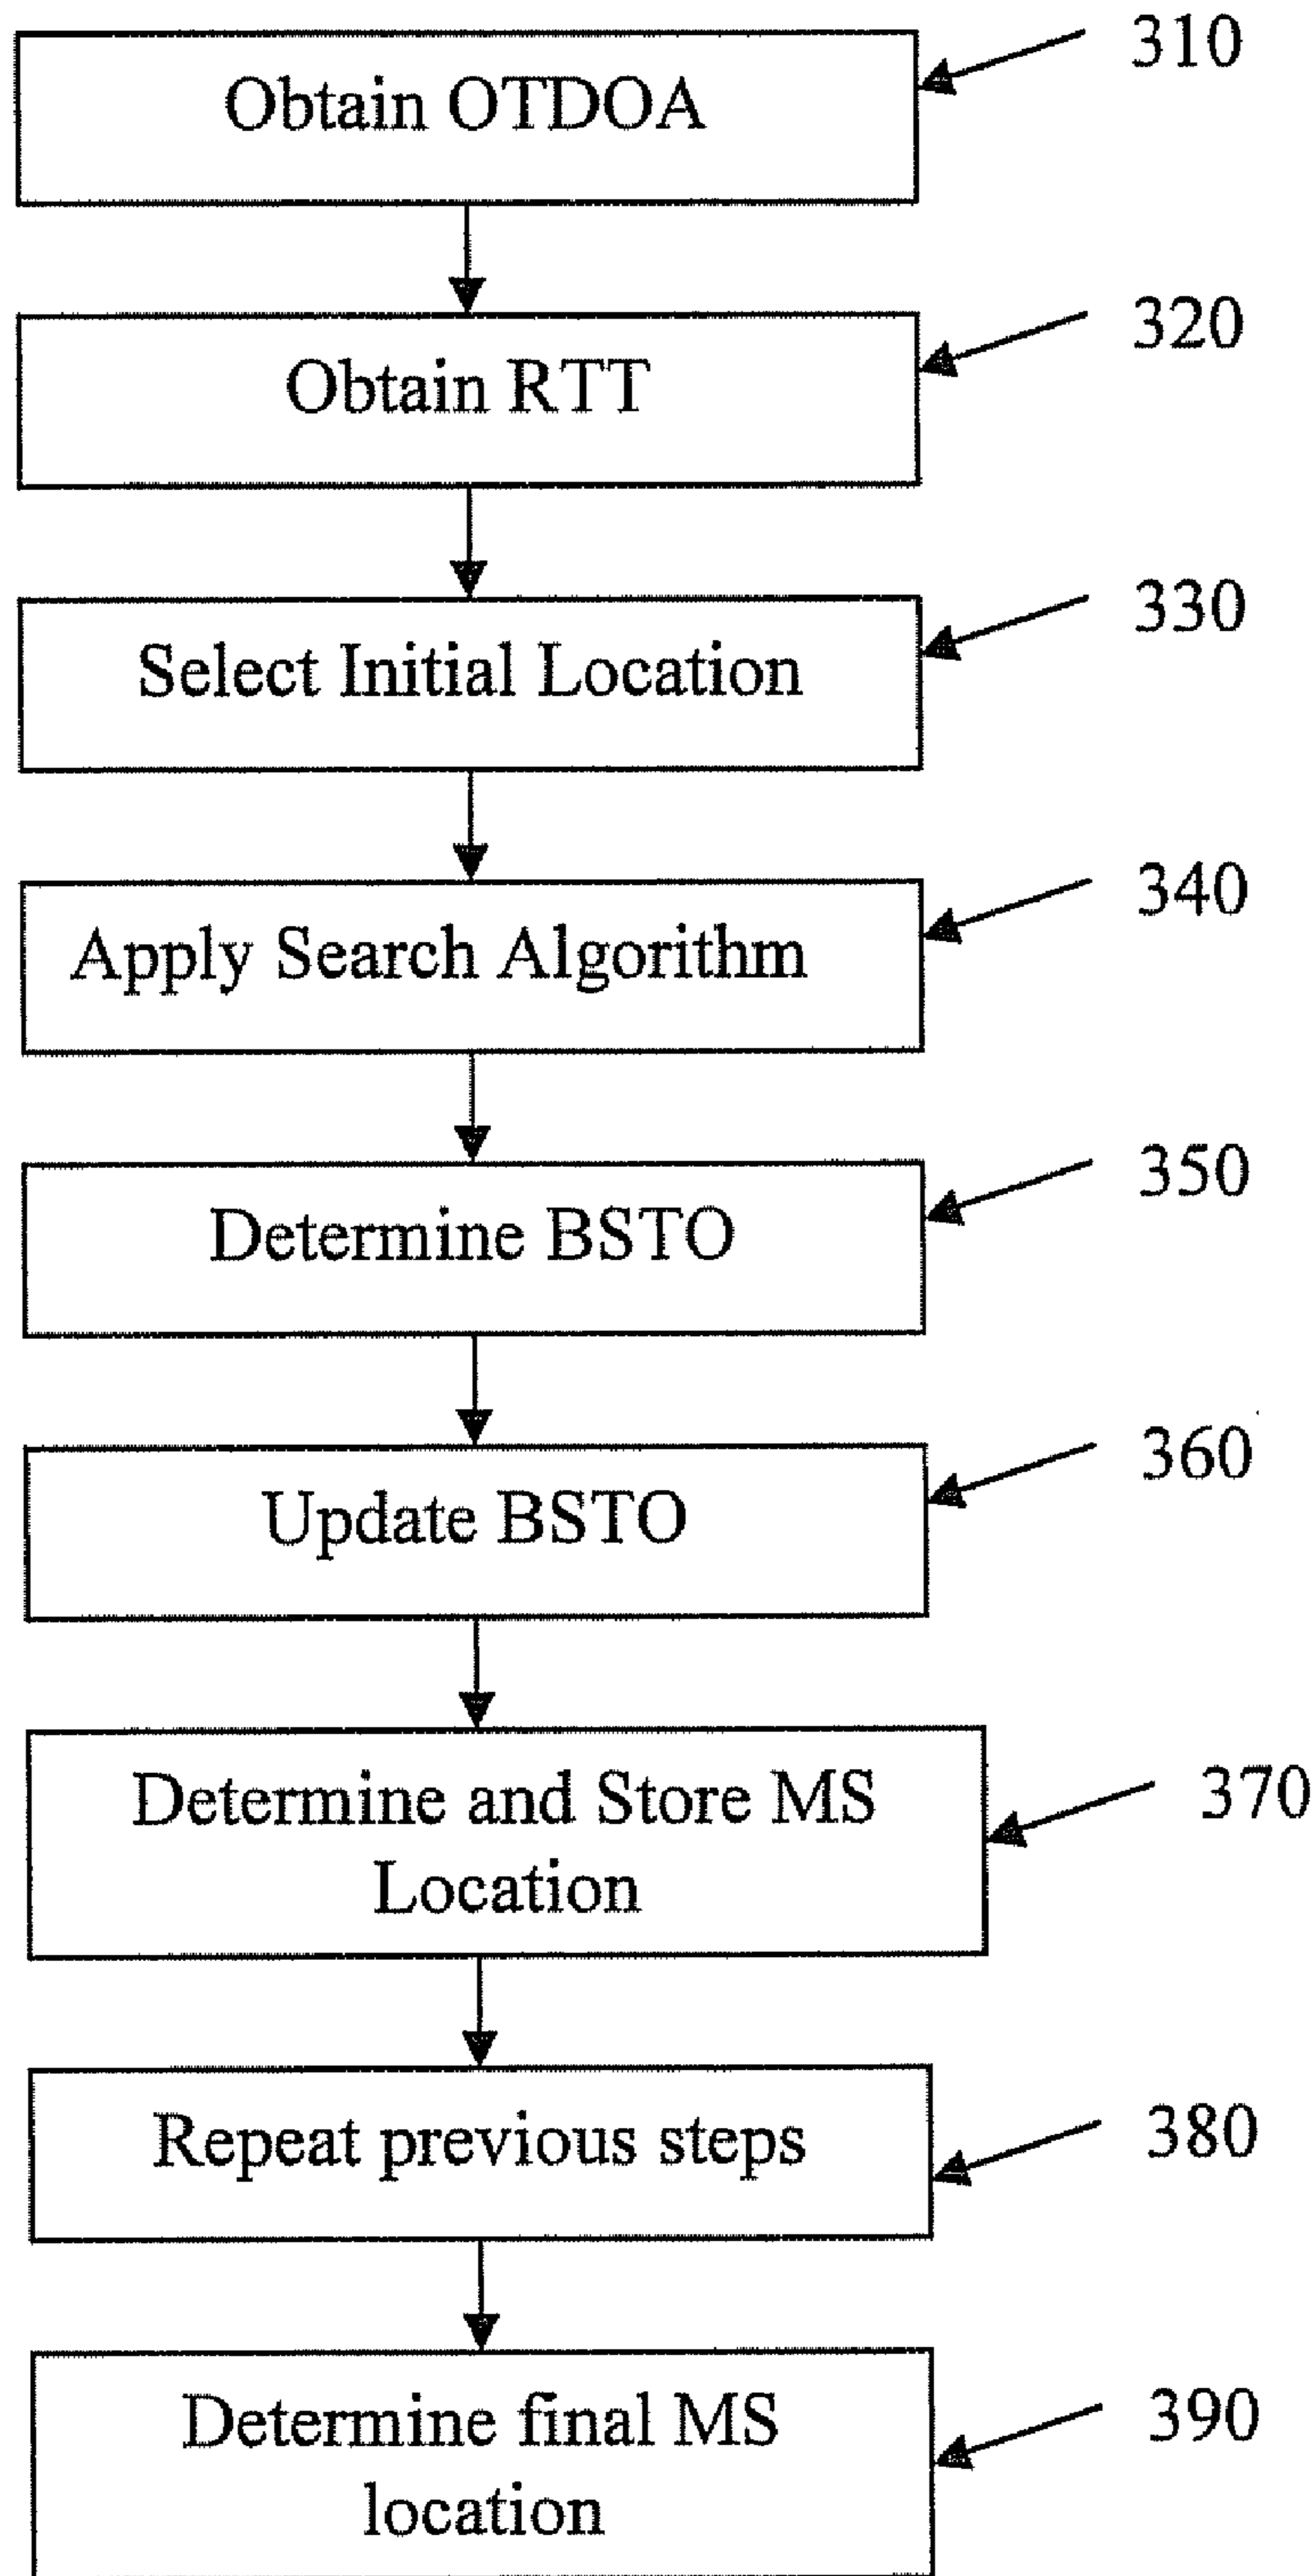 310
Obtain OTDOA
320
Obtain RTT
330
Select Initial Location
340
Apply Search Algorithm
350
Determine BSTO
360
Update BSTO
370
Determine and Store MS
Location
380
Repeat previous steps
390
Determine final MS
location